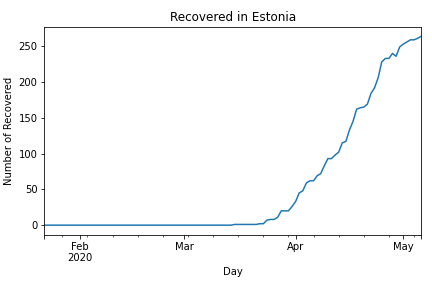 Recovered in Estonia
Number of Recovered
250
200
150
100
50
0
Feb
2020
Mar
Apr
May
Day